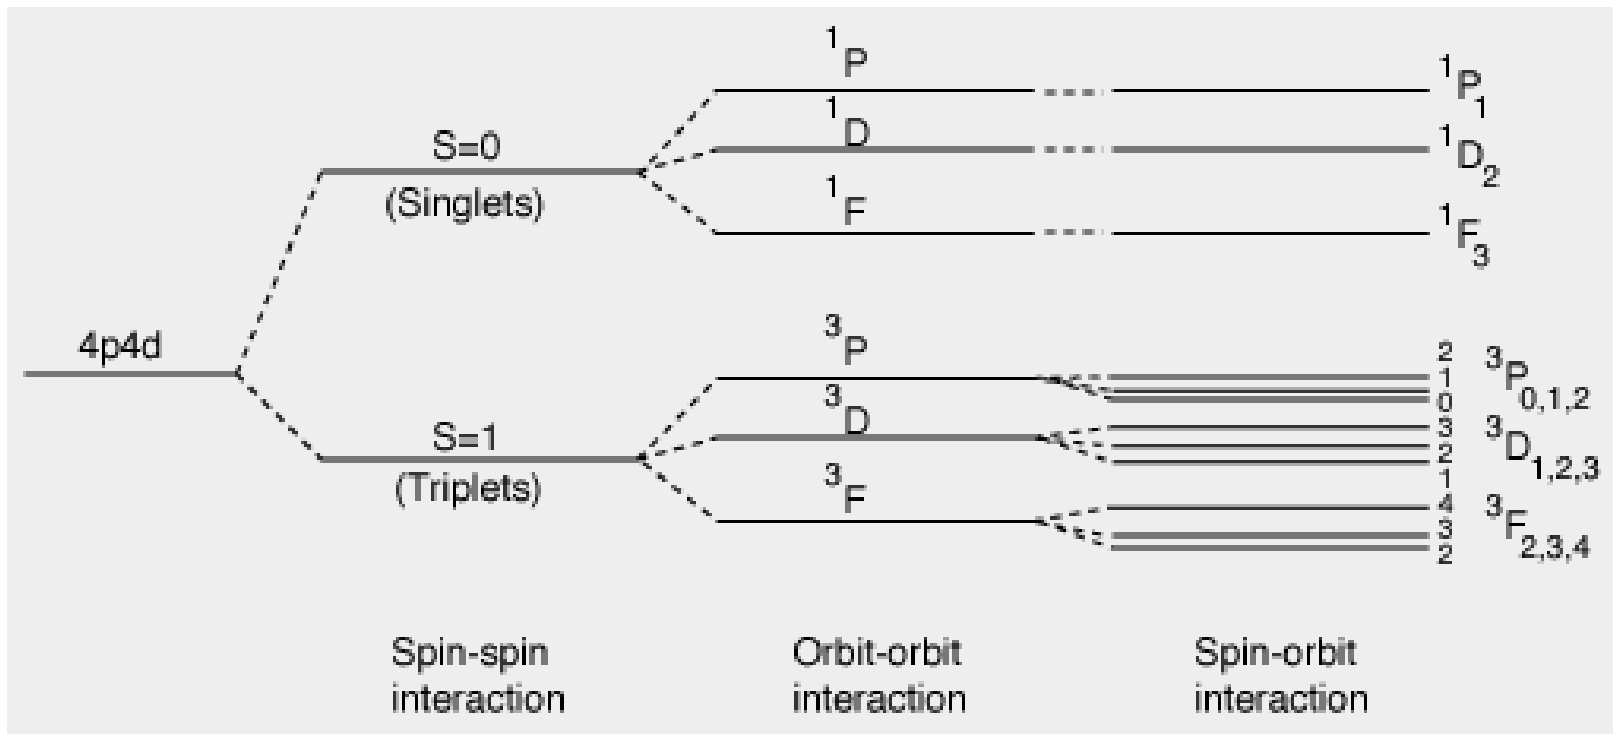 4p4d
S=0
(Singlets)
S=1
(Triplets)
Spin-spin
interaction
1P
1D
1F
3P
3D
3F
Orbit-orbit
interaction
1P1
1D2
1F3
2
1
0
3P0,1,2
3
2
1
3D1,2,3
4
3
2
3F2,3,4
Spin-orbit
interaction